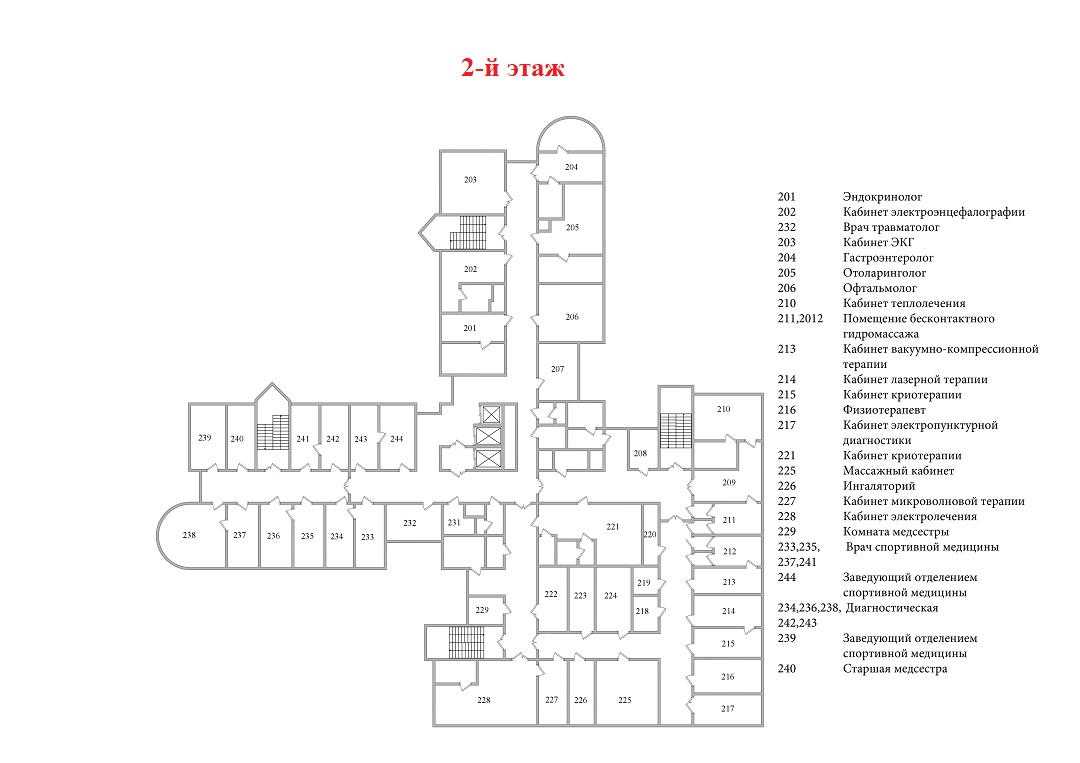 2-й этаж
204
203
205
202
206
201
207
210
239
240
241
242
243
244
208
209
238
237
236
235
234
233
232
231
221
220
211
212
222
223
224
219
218
213
214
229
215
216
228
227
226
225
217
201 Эндокринолог
202 Кабинет электроэнцефалографии
232 Врач травматолог
203 Кабинет ЭКГ
204 Гастроэнтеролог
205 Отоларинголог
206 Офтальмолог
210 Кабинет теплолечения
211,2012 Помещение бесконтактного
гидромассажа
213 Кабинет вакуумно-компрессионной
терапии
214 Кабинет лазерной терапии
215 Кабинет криотерапии
216 Физиотерапевт
217 Кабинет электропунктурной
диагностики
221 Кабинет криотерапии
225 Массажный кабинет
226 Ингаляторий
227 Кабинет микроволновой терапии
228 Кабинет электролечения
229 Комната медсестры
233,235, Врач спортивной медицины
237,241
244 Заведующий отделением
спортивной медицины
234,236,238, Диагностическая
242,243
239 Заведующий отделением
спортивной медицины
240 Старшая медсестра